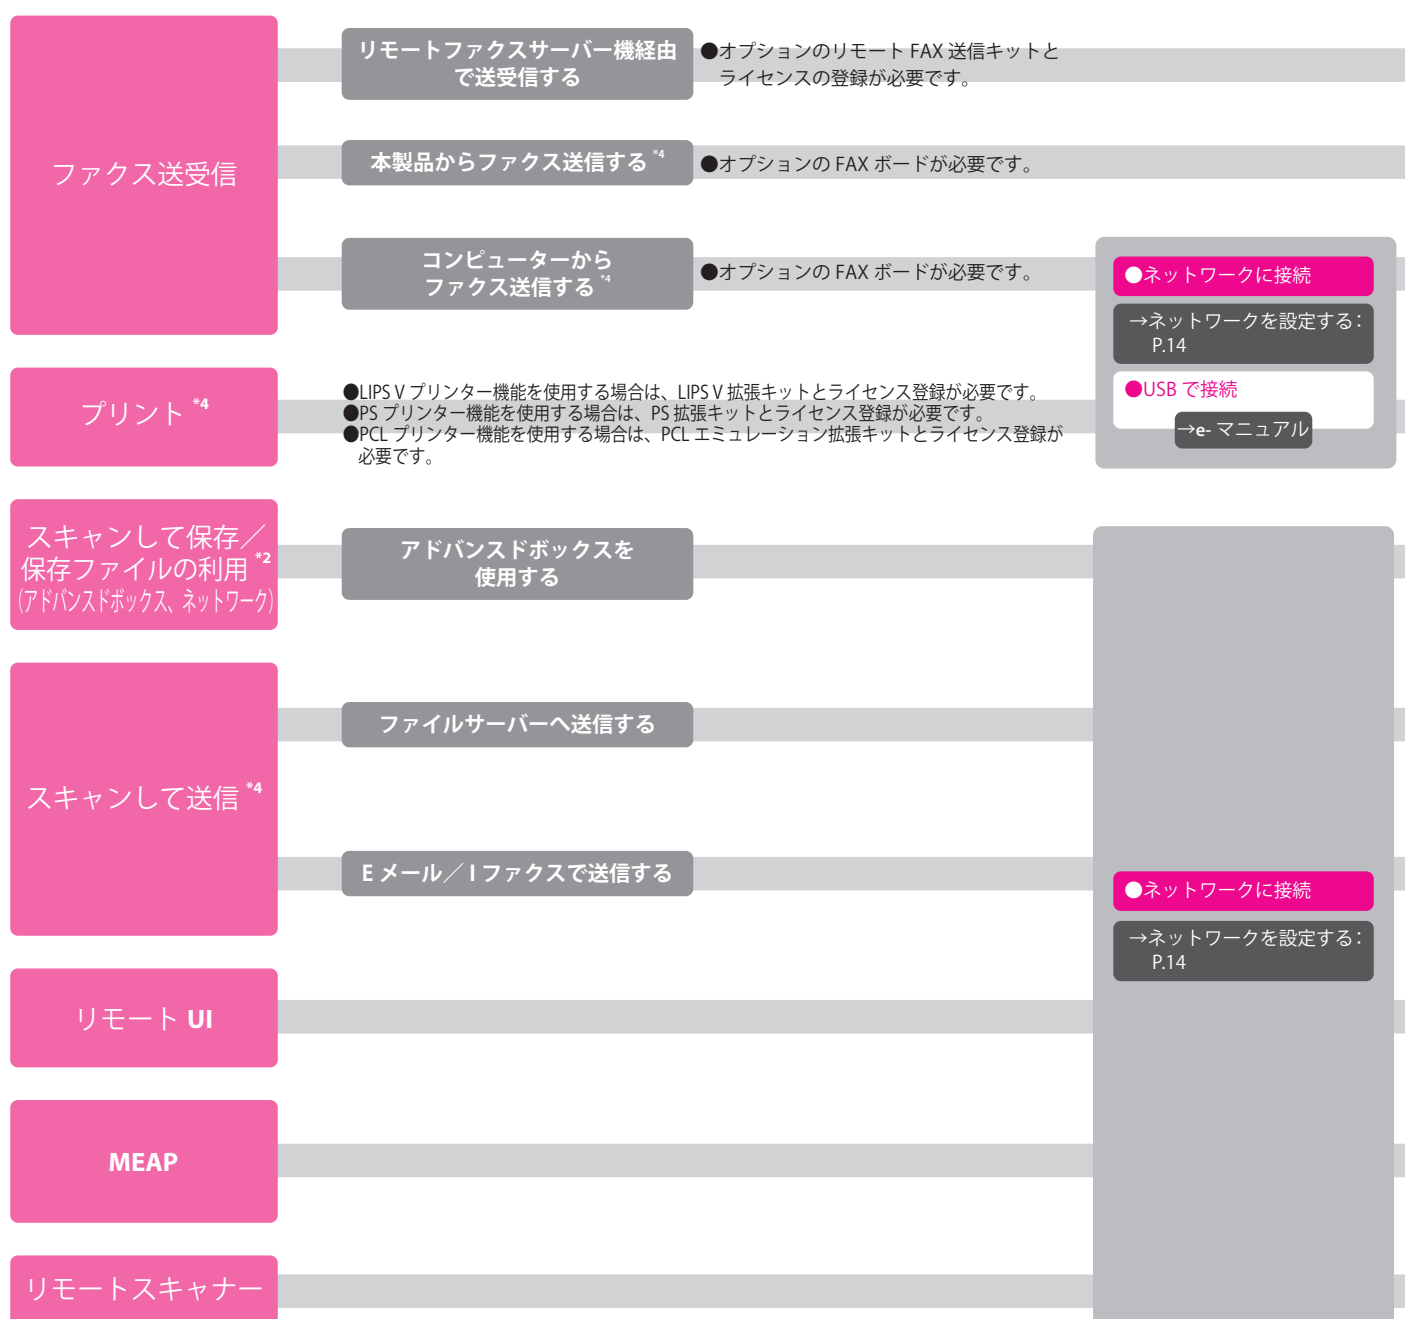 ファクス送受信
リモートファクスサーバー機経由
で送受信する
●オプションのリモート FAX 送信キットと
ライセンスの登録が必要です。
本製品からファクス送信する *4
●オプションの FAX ボードが必要です。
コンピューターから
ファクス送信する *4
●オプションの FAX ボードが必要です。
●ネットワークに接続
→ネットワークを設定する：
P.14
●USB で接続
→e- マニュアル
プリント *4
●LIPS V プリンター機能を使用する場合は、LIPS V 拡張キットとライセンス登録が必要です。
●PS プリンター機能を使用する場合は、PS 拡張キットとライセンス登録が必要です。
●PCL プリンター機能を使用する場合は、PCL エミュレーション拡張キットとライセンス登録が
必要です。
スキャンして保存／
保存ファイルの利用 *2
（アドバンスドボックス、ネットワーク）
アドバンスドボックスを
使用する
スキャンして送信 *4
ファイルサーバーへ送信する
E メール／I ファクスで送信する
●ネットワークに接続
→ネットワークを設定する：
P.14
リモート UI
MEAP
リモートスキャナー